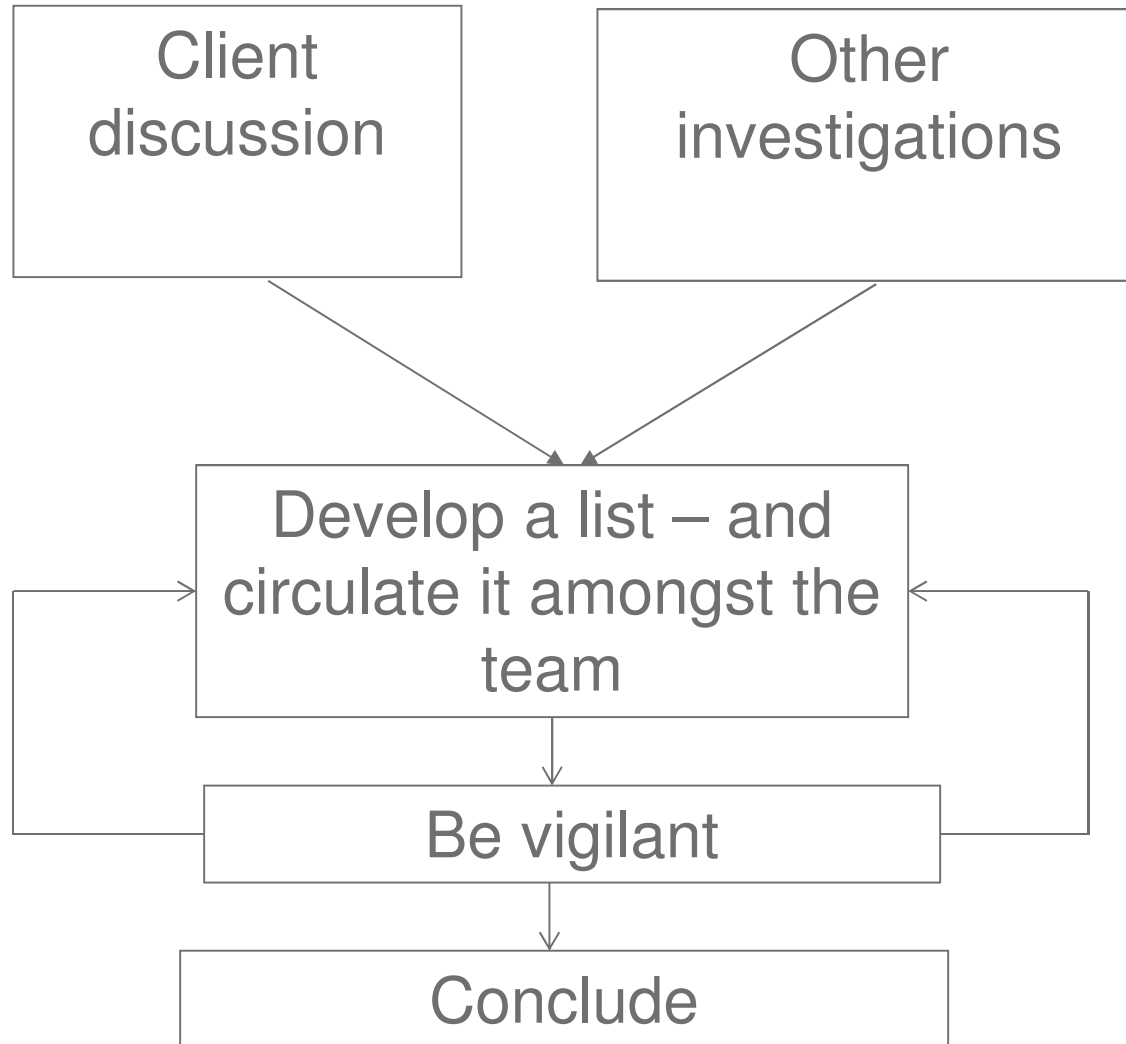 Client
discussion
Other
investigations
Develop a list – and
circulate it amongst the
team
Be vigilant
Conclude